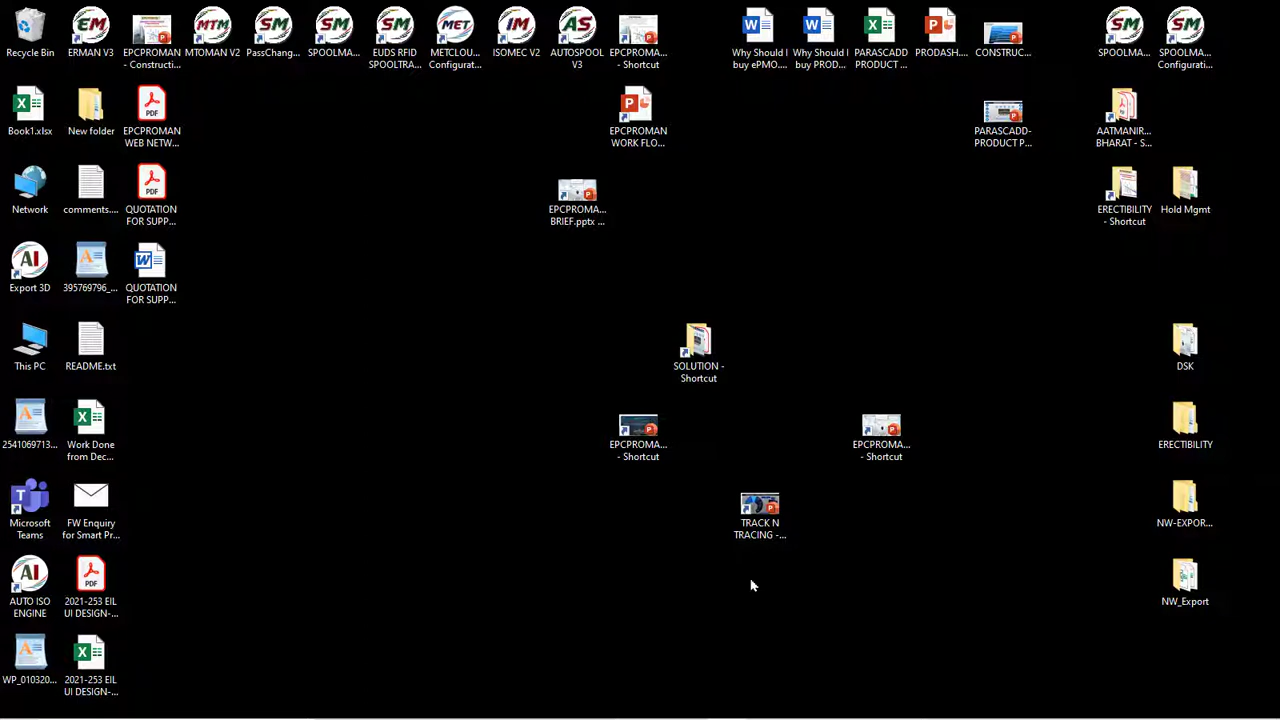 Recycle Bin
ERMAN V3
EPCPROMAN
- Constructi...
MTOMAN V2
PassChang...
SPOOLMA...
EUDS RFID
SPOOLTRA...
METCLOU...
Configurat...
ISOMEC V2
AUTOSPOOL
V3
EPCPROMA...
- Shortcut
Why Should I
buy ePMO...
Why Should I
buy PROD...
PARASCADD
PRODUCT ...
PRODASH....
CONSTRUC...
SPOOLMA...
SPOOLMA...
Configurati...
Book1.xlsx
New folder
EPCPROMAN
WEB NETW...
EPCPROMAN
WORK FLO...
PARASCADD-
PRODUCT P...
AATMANIR...
BHARAT - S...
Network
comments....
QUOTATION
FOR SUPP...
EPCPROMA...
BRIEF.pptx ...
ERECTIBILITY
- Shortcut
Hold Mgmt
Export 3D
395769796_...
QUOTATION
FOR SUPP...
This PC
README.txt
SOLUTION -
Shortcut
DSK
2541069713...
Work Done
from Dec...
EPCPROMA...
- Shortcut
EPCPROMA...
- Shortcut
ERECTIBILITY
Microsoft
Teams
FW Enquiry
for Smart Pr...
TRACK N
TRACING -...
NW-EXPOR...
AUTO ISO
ENGINE
2021-253 EIL
UI DESIGN-...
NW_Export
WP_010320...
2021-253 EIL
UI DESIGN-...